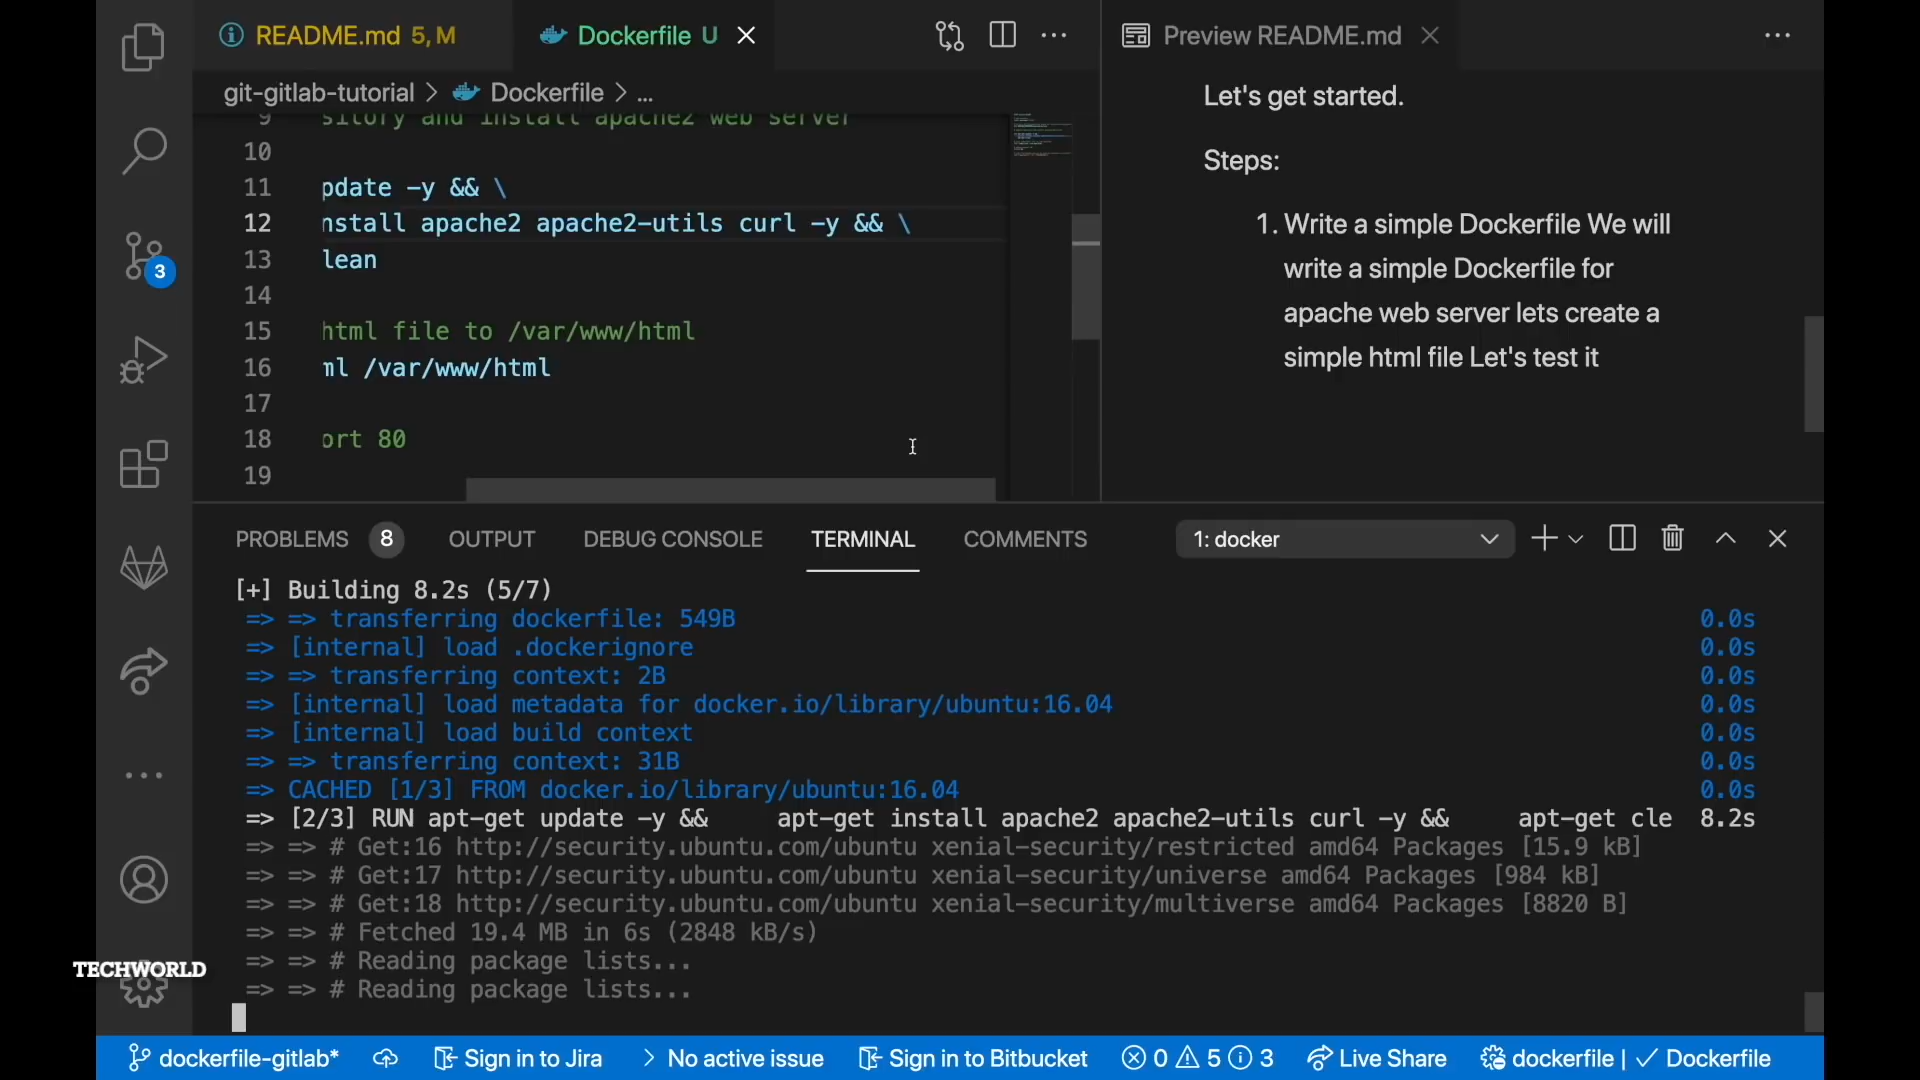 README.md 5, M
Dockerfile U
Preview README.md
git-gitlab-tutorial > Dockerfile > ...
9 sitory and install apache2 web server
10
11 pdate -y && \
12 nstall apache2 apache2-utils curl -y && \
13 lean
14
15 html file to /var/www/html
16 ml /var/www/html
17
18 ort 80
19
Let's get started.
Steps:
1. Write a simple Dockerfile We will
write a simple Dockerfile for
apache web server lets create a
simple html file Let's test it
3
PROBLEMS 8 OUTPUT DEBUG CONSOLE TERMINAL COMMENTS 1: docker
[+] Building 8.2s (5/7)
=> => transferring dockerfile: 549B 0.0s
=> [internal] load .dockerignore 0.0s
=> => transferring context: 2B 0.0s
=> [internal] load metadata for docker.io/library/ubuntu:16.04 0.0s
=> [internal] load build context 0.0s
=> => transferring context: 31B 0.0s
=> CACHED [1/3] FROM docker.io/library/ubuntu:16.04 0.0s
=> [2/3] RUN apt-get update -y && apt-get install apache2 apache2-utils curl -y && apt-get cle 8.2s
=> => # Get:16 http://security.ubuntu.com/ubuntu xenial-security/restricted amd64 Packages [15.9 kB]
=> => # Get:17 http://security.ubuntu.com/ubuntu xenial-security/universe amd64 Packages [984 kB]
=> => # Get:18 http://security.ubuntu.com/ubuntu xenial-security/multiverse amd64 Packages [8820 B]
=> => # Fetched 19.4 MB in 6s (2848 kB/s)
=> => # Reading package lists...
=> => # Reading package lists...
TECHWORLD
dockerfile-gitlab* Sign in to Jira > No active issue Sign in to Bitbucket 0 5 3 Live Share dockerfile | ✓ Dockerfile